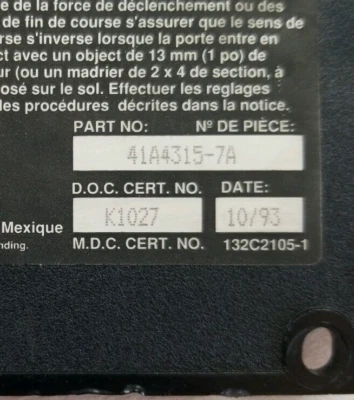 e de la force de déclenchement ou des
de fin de course s'assurer que le sens de
rse s'inverse lorsque la porte entre en
ct avec un object de 13 mm (1 po) de
ur (ou un madrier de 2 x 4 de section, à
osé sur le sol. Effectuer les reglages
des procédures décrites dans la notice.
PART NO: Nº DE PIÈCE:
41A4315-7A
D.O.C. CERT. NO. DATE:
Mexique K1027 10/93
nding. M.D.C. CERT. NO. 132C2105-1